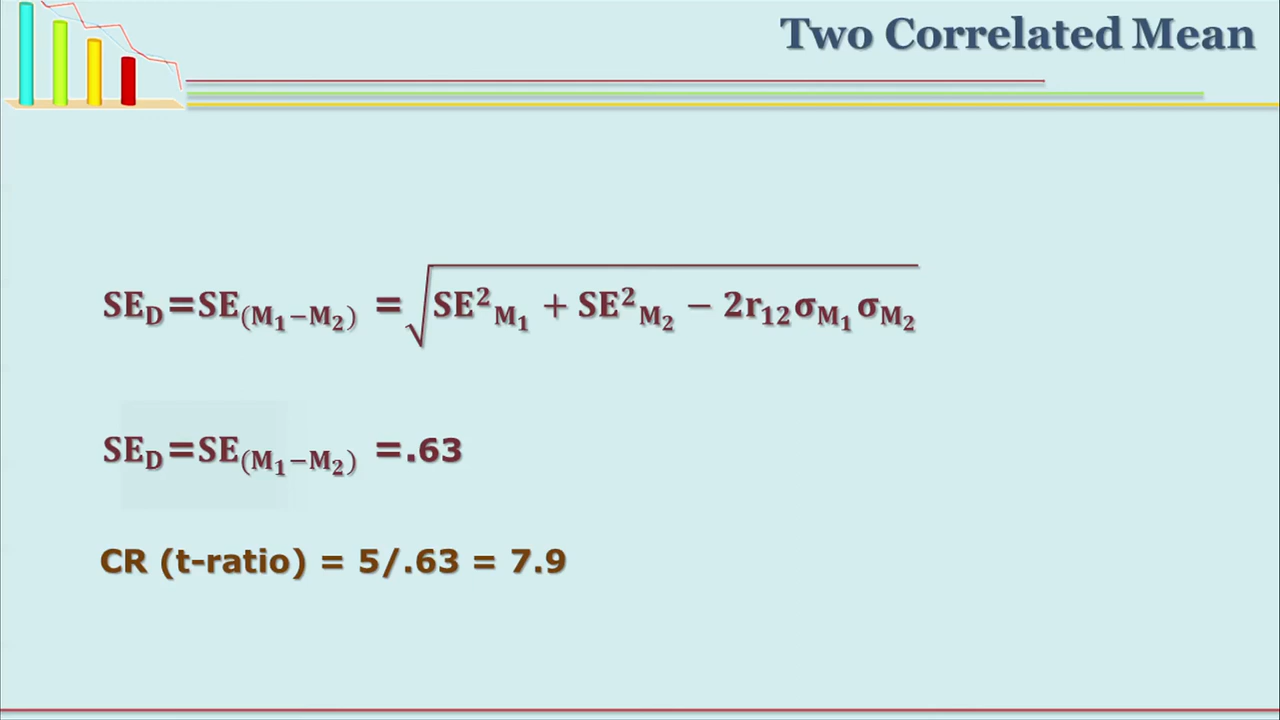 Two Correlated Mean
SE_D=SE_(M₁−M₂) =√(SE²_M₁ + SE²_M₂ − 2r₁₂σ_M₁σ_M₂)
SE_D=SE_(M₁−M₂) =.63
CR (t-ratio) = 5/.63 = 7.9